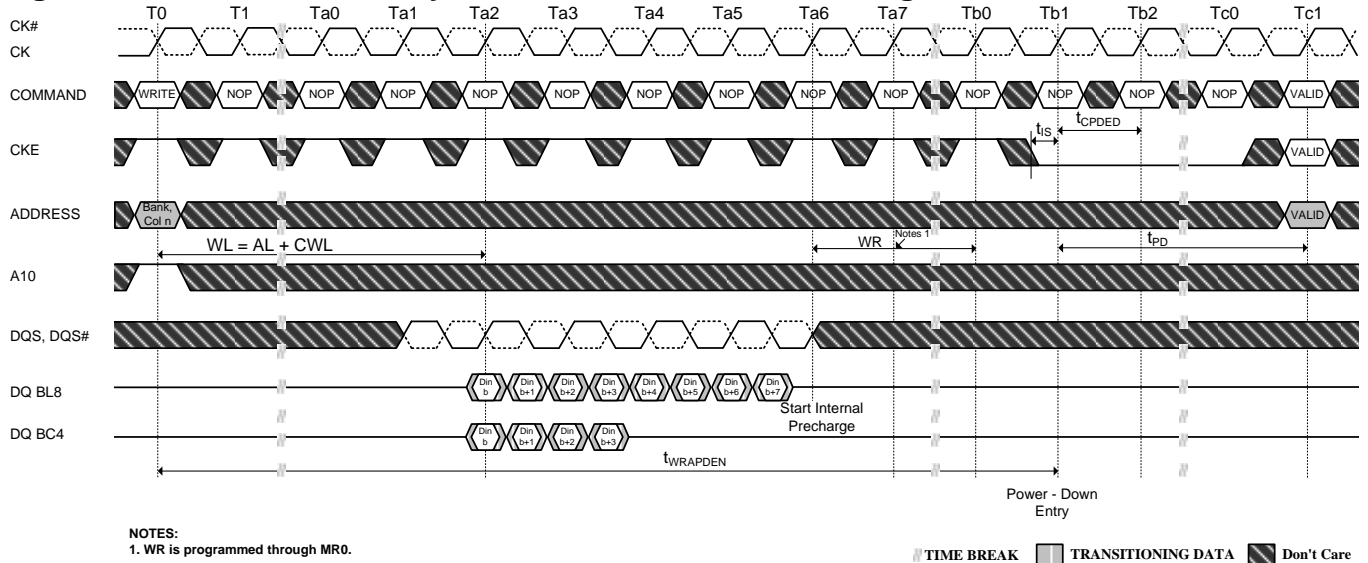 T0 T1 Ta0 Ta1 Ta2 Ta3 Ta4 Ta5 Ta6 Ta7 Tb0 Tb1 Tb2 Tc0 Tc1
CK#
CK
COMMAND WRITE NOP NOP NOP NOP NOP NOP NOP NOP NOP NOP NOP NOP NOP VALID
tIS tCPDED
CKE VALID
ADDRESS Bank, Col n VALID
WL = AL + CWL WR Notes 1 tPD
A10
DQS, DQS#
DQ BL8 Din b Din b+1 Din b+2 Din b+3 Din b+4 Din b+5 Din b+6 Din b+7
Start Internal
Precharge
DQ BC4 Din b Din b+1 Din b+2 Din b+3
tWRAPDEN
Power - Down
Entry
NOTES:
1. WR is programmed through MR0.
TIME BREAK TRANSITIONING DATA Don't Care